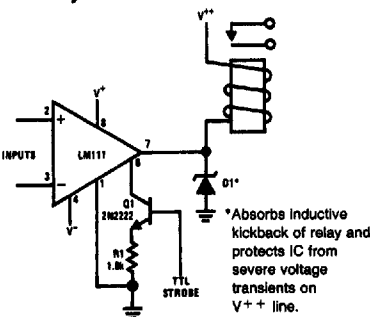 V++
V+
2
8
+
7
INPUTS
LM111
6
D1*
3
1
−
4
Q1
2N2222
V−
R1
1.0k
TTL
STROBE
*Absorbs inductive
kickback of relay and
protects IC from
severe voltage
transients on
V++ line.